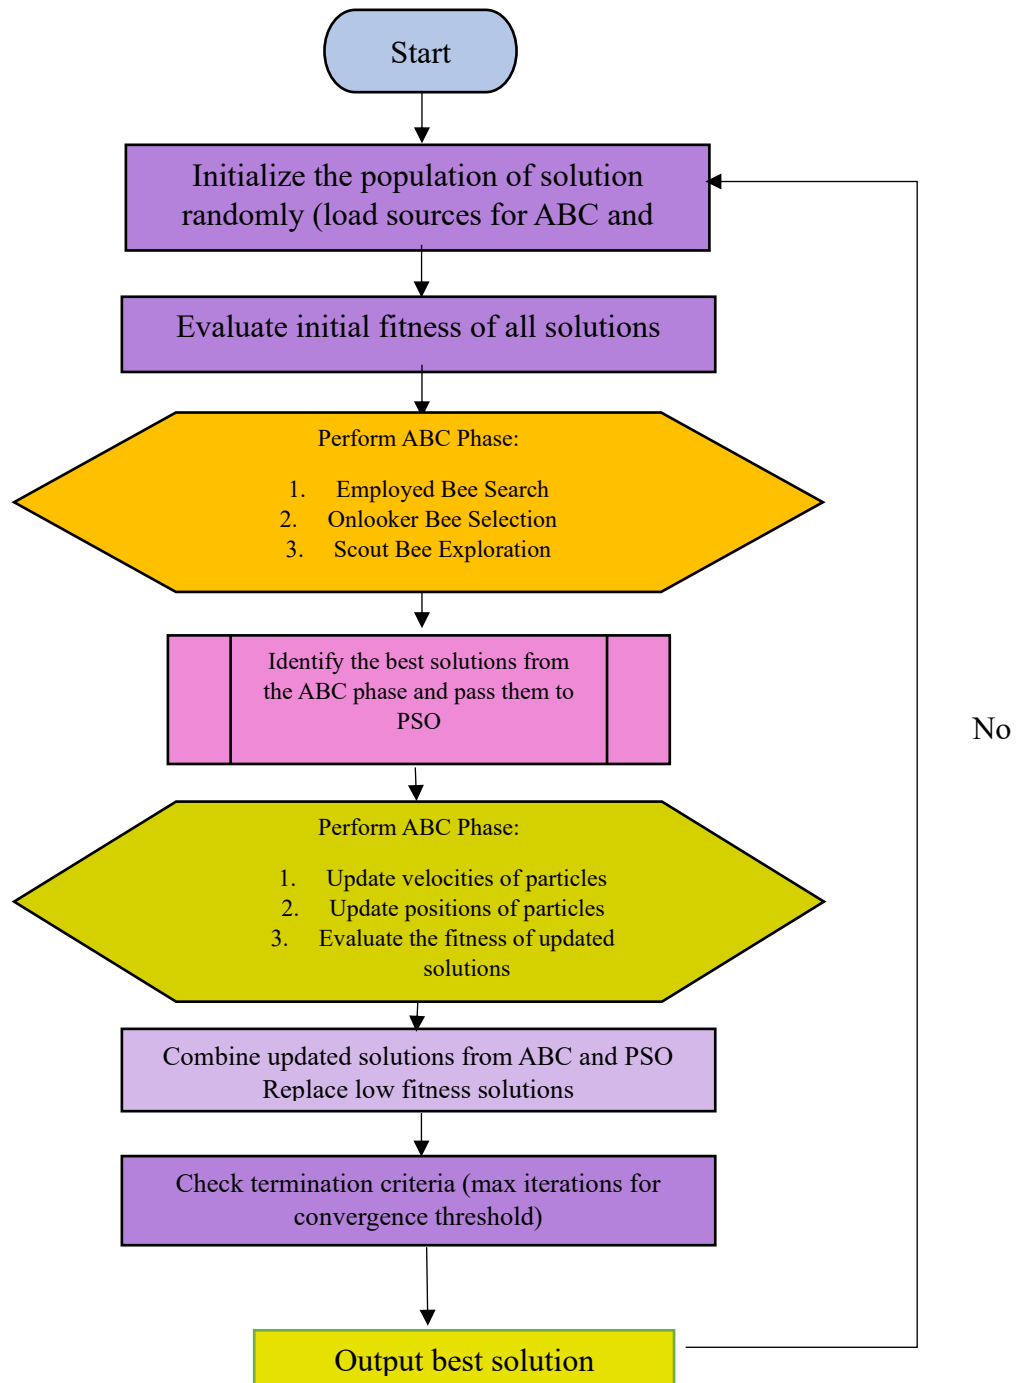 Start
Initialize the population of solution
randomly (load sources for ABC and
Evaluate initial fitness of all solutions
Perform ABC Phase:
1. Employed Bee Search
2. Onlooker Bee Selection
3. Scout Bee Exploration
Identify the best solutions from
the ABC phase and pass them to
PSO
No
Perform ABC Phase:
1. Update velocities of particles
2. Update positions of particles
3. Evaluate the fitness of updated
solutions
Combine updated solutions from ABC and PSO
Replace low fitness solutions
Check termination criteria (max iterations for
convergence threshold)
Output best solution